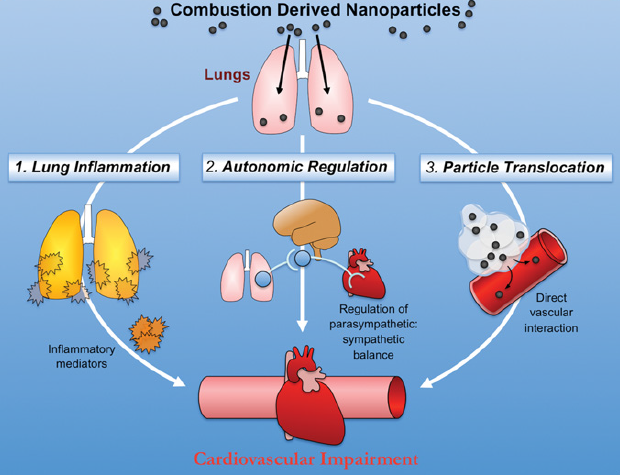 Combustion Derived Nanoparticles
Lungs
1. Lung Inflammation
2. Autonomic Regulation
3. Particle Translocation
Inflammatory
mediators
Regulation of
parasympathetic:
sympathetic
balance
Direct
vascular
interaction
Cardiovascular Impairment